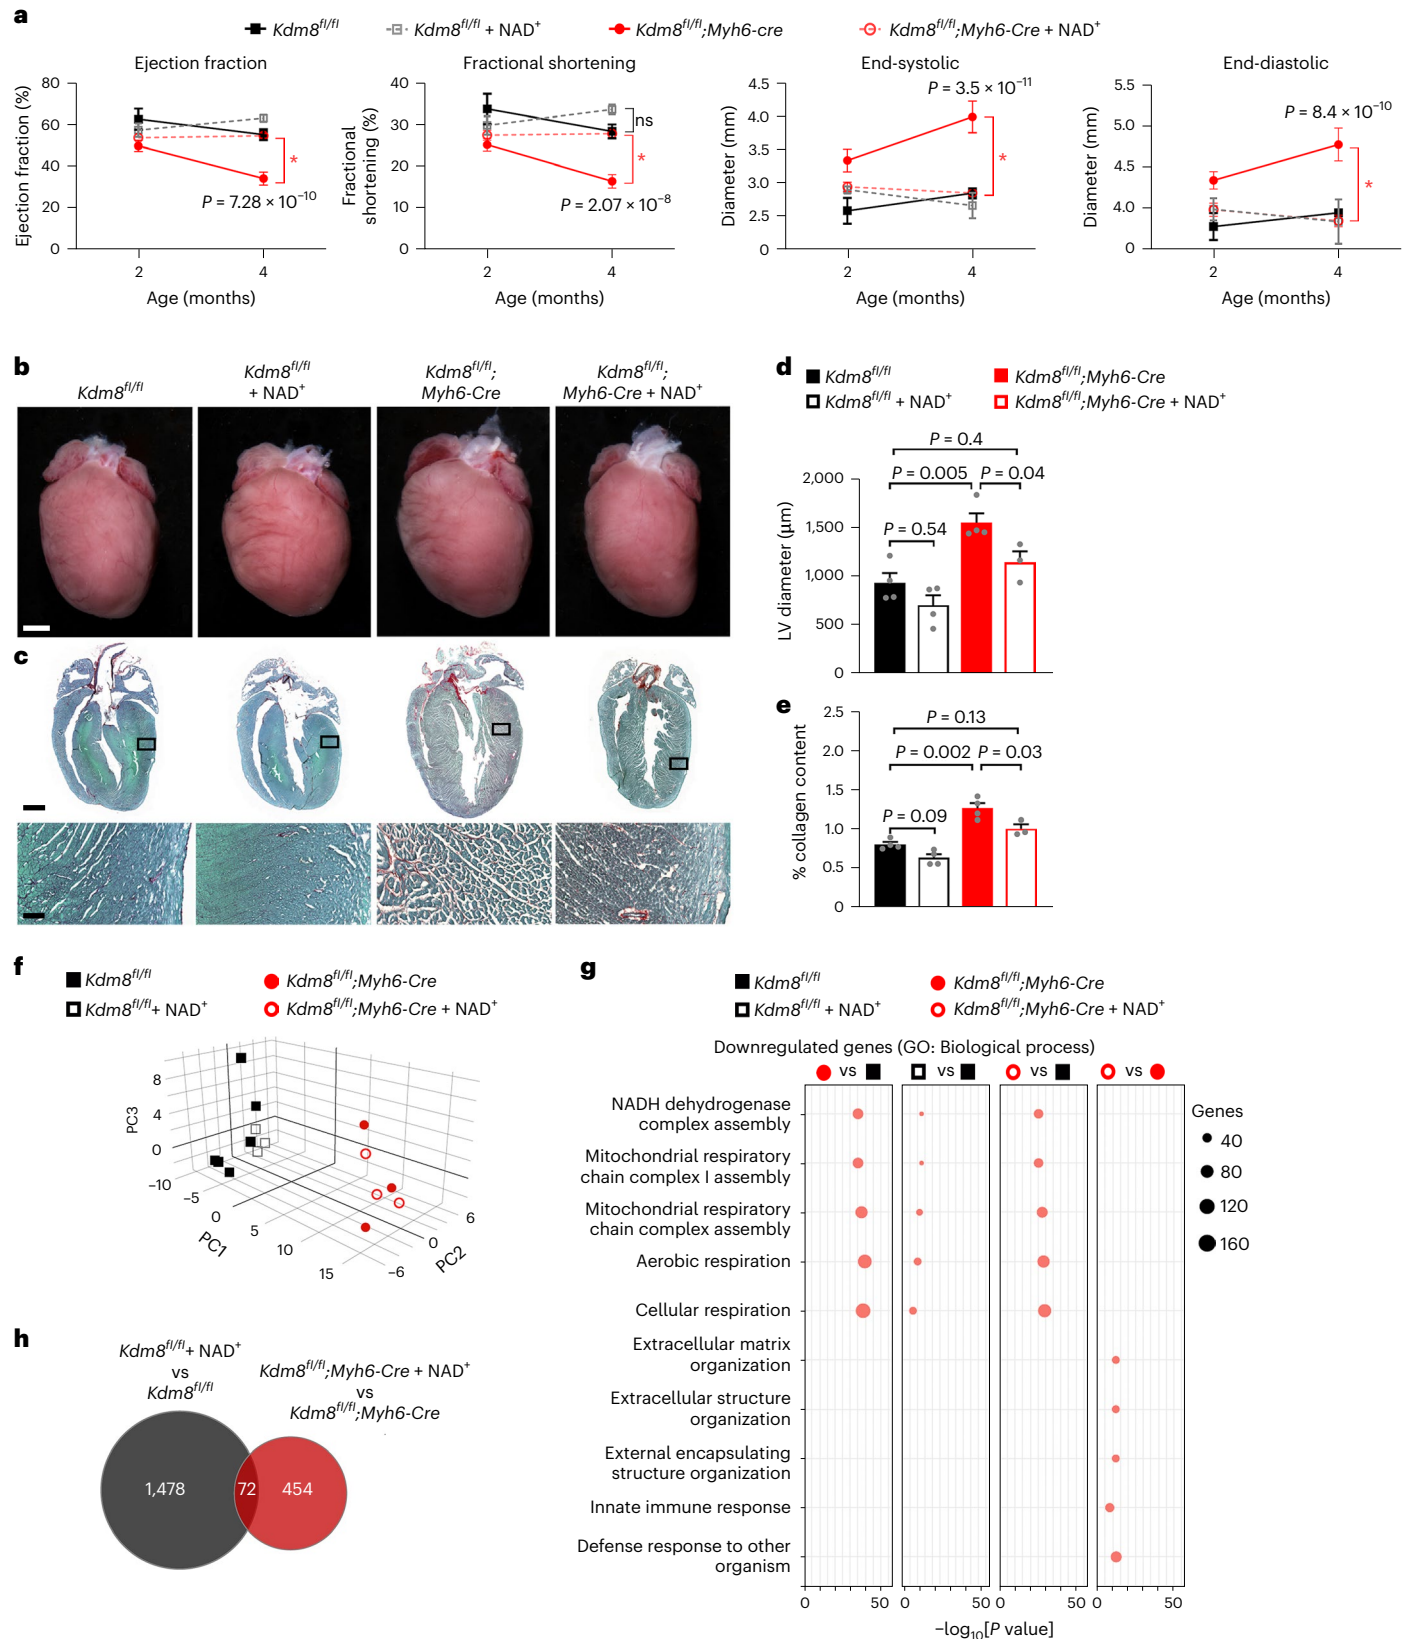 a
Kdm8fl/fl
Kdm8fl/fl + NAD+
Kdm8fl/fl;Myh6-cre
Kdm8fl/fl;Myh6-Cre + NAD+
Ejection fraction
Ejection fraction (%)
80
60
40
20
0
*
P = 7.28 × 10−10
2
4
Age (months)
Fractional shortening
Fractional
shortening (%)
40
30
20
10
0
ns
*
P = 2.07 × 10−8
2
4
Age (months)
End-systolic
Diameter (mm)
4.5
4.0
3.5
3.0
2.5
0
P = 3.5 × 10−11
*
2
4
Age (months)
End-diastolic
Diameter (mm)
5.5
5.0
4.5
4.0
0
P = 8.4 × 10−10
*
2
4
Age (months)
b
Kdm8fl/fl
Kdm8fl/fl
+ NAD+
Kdm8fl/fl;
Myh6-Cre
Kdm8fl/fl;
Myh6-Cre + NAD+
c
d
Kdm8fl/fl
Kdm8fl/fl;Myh6-Cre
Kdm8fl/fl + NAD+
Kdm8fl/fl;Myh6-Cre + NAD+
LV diameter (μm)
2,000
1,500
1,000
500
0
P = 0.4
P = 0.005
P = 0.04
P = 0.54
e
% collagen content
2.5
2.0
1.5
1.0
0.5
0
P = 0.13
P = 0.002
P = 0.03
P = 0.09
f
Kdm8fl/fl
Kdm8fl/fl;Myh6-Cre
Kdm8fl/fl+ NAD+
Kdm8fl/fl;Myh6-Cre + NAD+
PC3
8
4
0
−10
−5
0
5
10
15
PC1
−6
0
6
PC2
g
Kdm8fl/fl
Kdm8fl/fl;Myh6-Cre
Kdm8fl/fl + NAD+
Kdm8fl/fl;Myh6-Cre + NAD+
Downregulated genes (GO: Biological process)
vs
vs
vs
vs
NADH dehydrogenase
complex assembly
Mitochondrial respiratory
chain complex I assembly
Mitochondrial respiratory
chain complex assembly
Aerobic respiration
Cellular respiration
Extracellular matrix
organization
Extracellular structure
organization
External encapsulating
structure organization
Innate immune response
Defense response to other
organism
0 50 0 50 0 50 0 50
−log10[P value]
Genes
40
80
120
160
h
Kdm8fl/fl+ NAD+
vs
Kdm8fl/fl
Kdm8fl/fl;Myh6-Cre + NAD+
vs
Kdm8fl/fl;Myh6-Cre
1,478
72
454